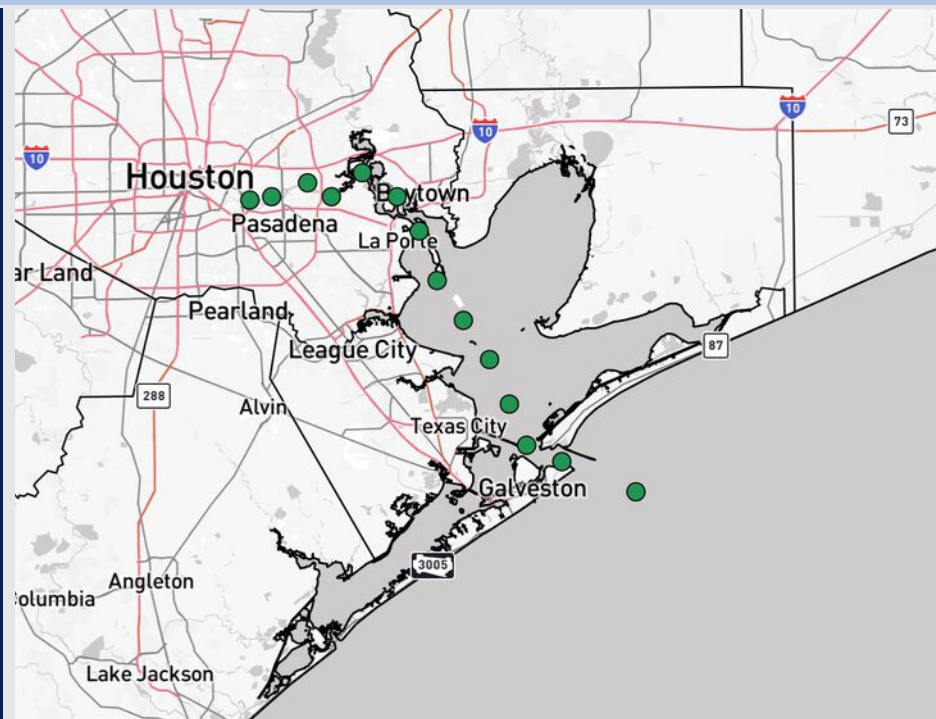 10
73
10
10
Houston
Baytown
Pasadena
La Porte
ar Land
Pearland
87
League City
288
Alvin
Texas City
Galveston
3005
Angleton
olumbia
Lake Jackson